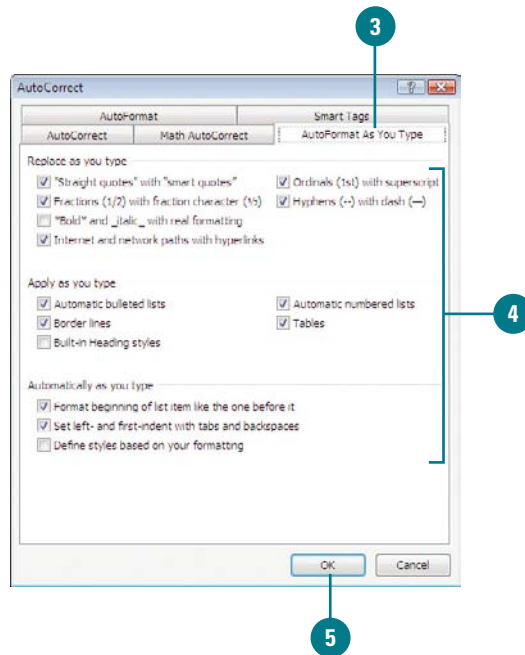 3
AutoCorrect
AutoFormat Smart Tags
AutoCorrect Math AutoCorrect AutoFormat As You Type
Replace as you type
"Straight quotes" with "smart quotes" Ordinals (1st) with superscript
Fractions (1/2) with fraction character (½) Hyphens (--) with dash (—)
*Bold* and _italic_ with real formatting
Internet and network paths with hyperlinks
Apply as you type
Automatic bulleted lists Automatic numbered lists
Border lines Tables
Built-in Heading styles
4
Automatically as you type
Format beginning of list item like the one before it
Set left- and first-indent with tabs and backspaces
Define styles based on your formatting
OK Cancel
5